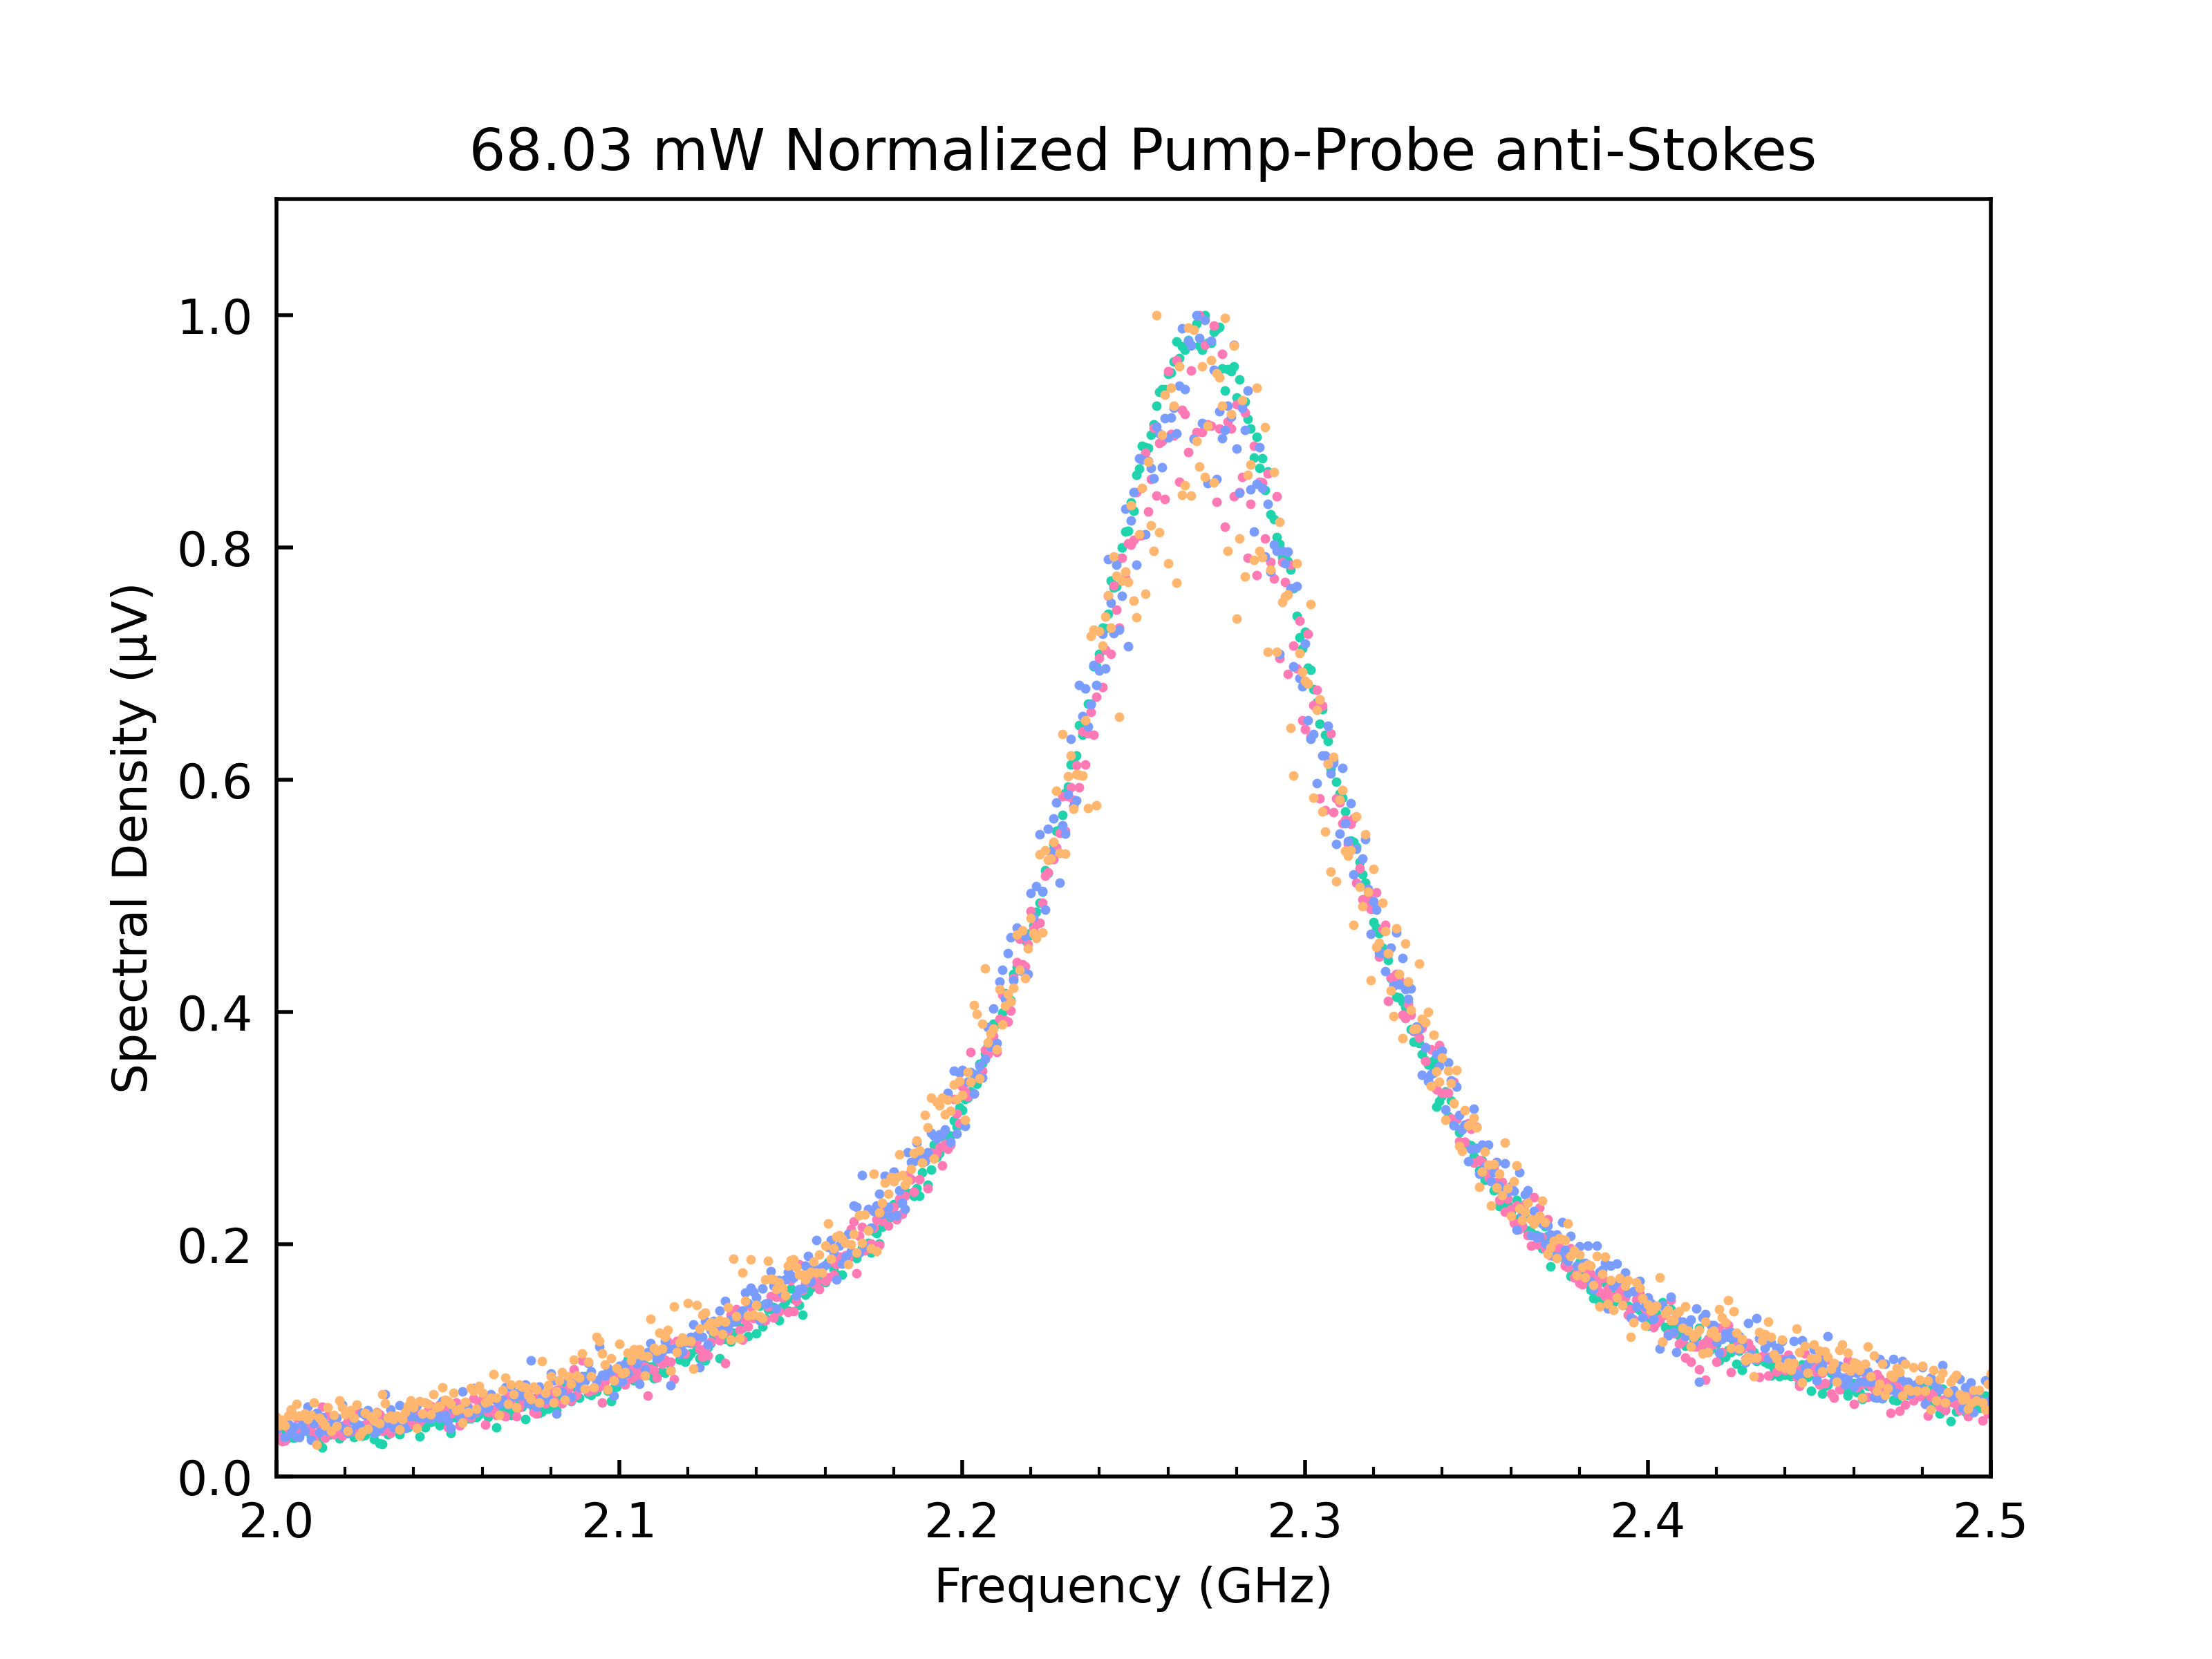 68.03 mW Normalized Pump-Probe anti-Stokes
1.0
0.8
0.6
0.4
0.2
0.0
Spectral Density (µV)
2.0 2.1 2.2 2.3 2.4 2.5
Frequency (GHz)